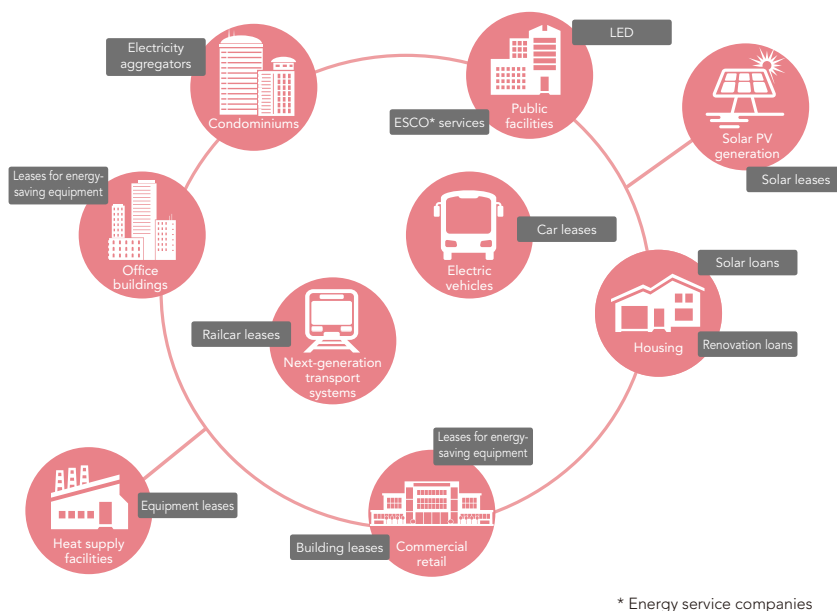 LED
Electricity
aggregators
Condominiums
Public
facilities
ESCO* services
Solar PV
generation
Solar leases
Leases for energy-
saving equipment
Office
buildings
Car leases
Electric
vehicles
Solar loans
Housing
Renovation loans
Railcar leases
Next-generation
transport
systems
Leases for energy-
saving equipment
Equipment leases
Heat supply
facilities
Building leases
Commercial
retail
* Energy service companies